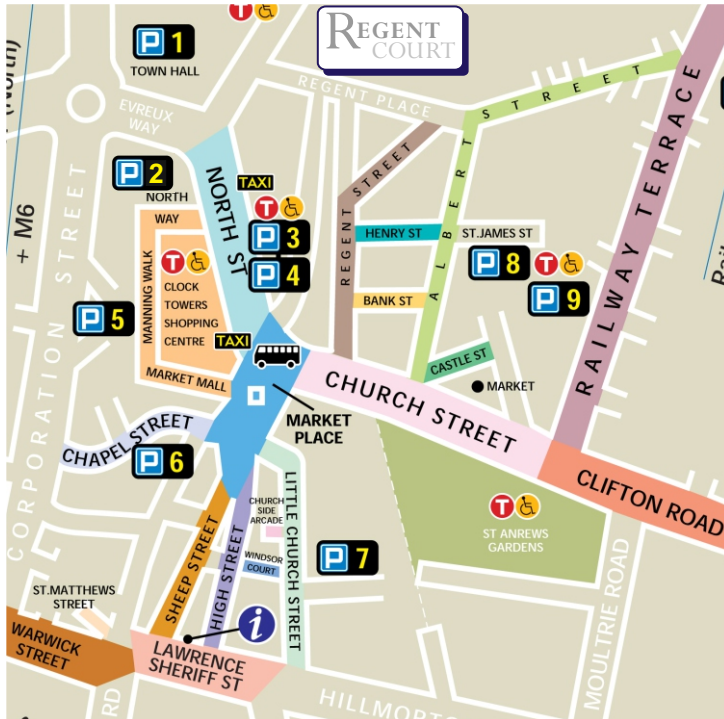 T
REGENT
COURT
P 1
TOWN HALL
(North)
EVREUX
WAY
REGENT PLACE
ALBERT STREET
RAILWAY TERRACE
P 2
NORTH
WAY
NORTH ST
TAXI
T
P 3
P 4
REGENT STREET
HENRY ST
ST.JAMES ST
P 8
T
P 9
BANK ST
+ M6
CORPORATION STREET
P 5
MANNING WALK
T
CLOCK
TOWERS
SHOPPING
CENTRE
TAXI
MARKET MALL
CASTLE ST
MARKET
CHURCH STREET
MARKET
PLACE
CHAPEL STREET
P 6
CLIFTON ROAD
T
ST ANREWS
GARDENS
CHURCH
SIDE
ARCADE
LITTLE CHURCH STREET
WINDSOR
COURT
P 7
SHEEP STREET
HIGH STREET
i
ST.MATTHEWS
STREET
WARWICK
STREET
LAWRENCE
SHERIFF ST
MOULTRIE ROAD
RD